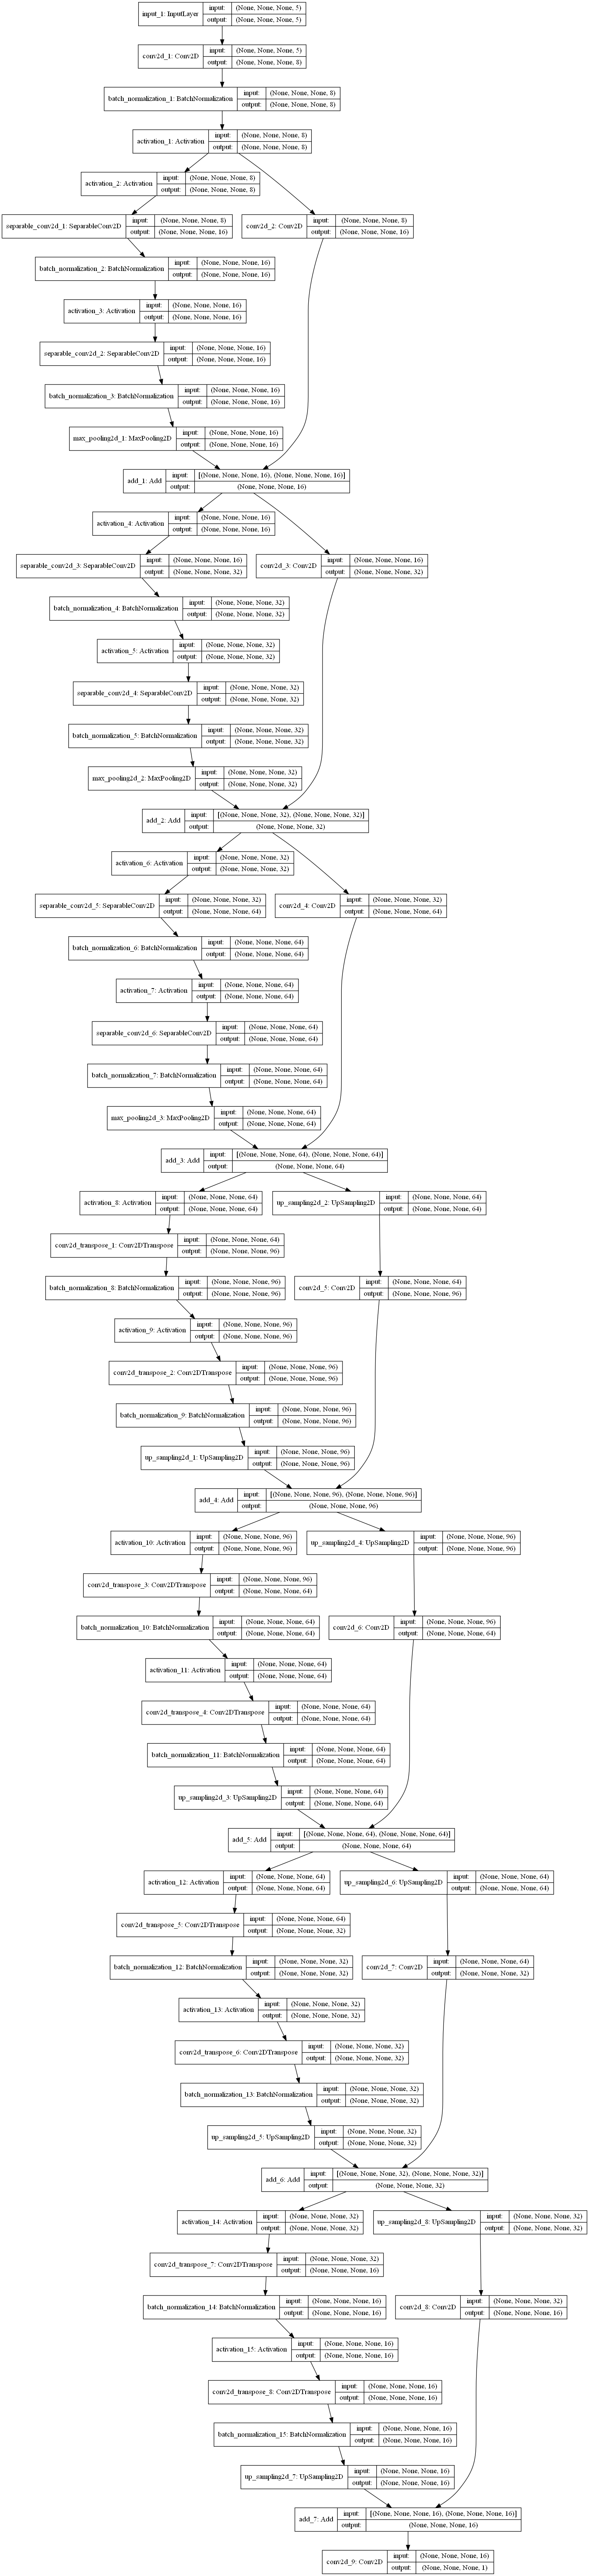 input_1: InputLayer
input: (None, None, None, 5)
output: (None, None, None, 5)
conv2d_1: Conv2D
input: (None, None, None, 5)
output: (None, None, None, 8)
batch_normalization_1: BatchNormalization
input: (None, None, None, 8)
output: (None, None, None, 8)
activation_1: Activation
input: (None, None, None, 8)
output: (None, None, None, 8)
activation_2: Activation
input: (None, None, None, 8)
output: (None, None, None, 8)
separable_conv2d_1: SeparableConv2D
input: (None, None, None, 8)
output: (None, None, None, 16)
conv2d_2: Conv2D
input: (None, None, None, 8)
output: (None, None, None, 16)
batch_normalization_2: BatchNormalization
input: (None, None, None, 16)
output: (None, None, None, 16)
activation_3: Activation
input: (None, None, None, 16)
output: (None, None, None, 16)
separable_conv2d_2: SeparableConv2D
input: (None, None, None, 16)
output: (None, None, None, 16)
batch_normalization_3: BatchNormalization
input: (None, None, None, 16)
output: (None, None, None, 16)
max_pooling2d_1: MaxPooling2D
input: (None, None, None, 16)
output: (None, None, None, 16)
add_1: Add
input: [(None, None, None, 16), (None, None, None, 16)]
output: (None, None, None, 16)
activation_4: Activation
input: (None, None, None, 16)
output: (None, None, None, 16)
separable_conv2d_3: SeparableConv2D
input: (None, None, None, 16)
output: (None, None, None, 32)
conv2d_3: Conv2D
input: (None, None, None, 16)
output: (None, None, None, 32)
batch_normalization_4: BatchNormalization
input: (None, None, None, 32)
output: (None, None, None, 32)
activation_5: Activation
input: (None, None, None, 32)
output: (None, None, None, 32)
separable_conv2d_4: SeparableConv2D
input: (None, None, None, 32)
output: (None, None, None, 32)
batch_normalization_5: BatchNormalization
input: (None, None, None, 32)
output: (None, None, None, 32)
max_pooling2d_2: MaxPooling2D
input: (None, None, None, 32)
output: (None, None, None, 32)
add_2: Add
input: [(None, None, None, 32), (None, None, None, 32)]
output: (None, None, None, 32)
activation_6: Activation
input: (None, None, None, 32)
output: (None, None, None, 32)
separable_conv2d_5: SeparableConv2D
input: (None, None, None, 32)
output: (None, None, None, 64)
conv2d_4: Conv2D
input: (None, None, None, 32)
output: (None, None, None, 64)
batch_normalization_6: BatchNormalization
input: (None, None, None, 64)
output: (None, None, None, 64)
activation_7: Activation
input: (None, None, None, 64)
output: (None, None, None, 64)
separable_conv2d_6: SeparableConv2D
input: (None, None, None, 64)
output: (None, None, None, 64)
batch_normalization_7: BatchNormalization
input: (None, None, None, 64)
output: (None, None, None, 64)
max_pooling2d_3: MaxPooling2D
input: (None, None, None, 64)
output: (None, None, None, 64)
add_3: Add
input: [(None, None, None, 64), (None, None, None, 64)]
output: (None, None, None, 64)
activation_8: Activation
input: (None, None, None, 64)
output: (None, None, None, 64)
up_sampling2d_2: UpSampling2D
input: (None, None, None, 64)
output: (None, None, None, 64)
conv2d_transpose_1: Conv2DTranspose
input: (None, None, None, 64)
output: (None, None, None, 96)
batch_normalization_8: BatchNormalization
input: (None, None, None, 96)
output: (None, None, None, 96)
conv2d_5: Conv2D
input: (None, None, None, 64)
output: (None, None, None, 96)
activation_9: Activation
input: (None, None, None, 96)
output: (None, None, None, 96)
conv2d_transpose_2: Conv2DTranspose
input: (None, None, None, 96)
output: (None, None, None, 96)
batch_normalization_9: BatchNormalization
input: (None, None, None, 96)
output: (None, None, None, 96)
up_sampling2d_1: UpSampling2D
input: (None, None, None, 96)
output: (None, None, None, 96)
add_4: Add
input: [(None, None, None, 96), (None, None, None, 96)]
output: (None, None, None, 96)
activation_10: Activation
input: (None, None, None, 96)
output: (None, None, None, 96)
up_sampling2d_4: UpSampling2D
input: (None, None, None, 96)
output: (None, None, None, 96)
conv2d_transpose_3: Conv2DTranspose
input: (None, None, None, 96)
output: (None, None, None, 64)
batch_normalization_10: BatchNormalization
input: (None, None, None, 64)
output: (None, None, None, 64)
conv2d_6: Conv2D
input: (None, None, None, 96)
output: (None, None, None, 64)
activation_11: Activation
input: (None, None, None, 64)
output: (None, None, None, 64)
conv2d_transpose_4: Conv2DTranspose
input: (None, None, None, 64)
output: (None, None, None, 64)
batch_normalization_11: BatchNormalization
input: (None, None, None, 64)
output: (None, None, None, 64)
up_sampling2d_3: UpSampling2D
input: (None, None, None, 64)
output: (None, None, None, 64)
add_5: Add
input: [(None, None, None, 64), (None, None, None, 64)]
output: (None, None, None, 64)
activation_12: Activation
input: (None, None, None, 64)
output: (None, None, None, 64)
up_sampling2d_6: UpSampling2D
input: (None, None, None, 64)
output: (None, None, None, 64)
conv2d_transpose_5: Conv2DTranspose
input: (None, None, None, 64)
output: (None, None, None, 32)
batch_normalization_12: BatchNormalization
input: (None, None, None, 32)
output: (None, None, None, 32)
conv2d_7: Conv2D
input: (None, None, None, 64)
output: (None, None, None, 32)
activation_13: Activation
input: (None, None, None, 32)
output: (None, None, None, 32)
conv2d_transpose_6: Conv2DTranspose
input: (None, None, None, 32)
output: (None, None, None, 32)
batch_normalization_13: BatchNormalization
input: (None, None, None, 32)
output: (None, None, None, 32)
up_sampling2d_5: UpSampling2D
input: (None, None, None, 32)
output: (None, None, None, 32)
add_6: Add
input: [(None, None, None, 32), (None, None, None, 32)]
output: (None, None, None, 32)
activation_14: Activation
input: (None, None, None, 32)
output: (None, None, None, 32)
up_sampling2d_8: UpSampling2D
input: (None, None, None, 32)
output: (None, None, None, 32)
conv2d_transpose_7: Conv2DTranspose
input: (None, None, None, 32)
output: (None, None, None, 16)
batch_normalization_14: BatchNormalization
input: (None, None, None, 16)
output: (None, None, None, 16)
conv2d_8: Conv2D
input: (None, None, None, 32)
output: (None, None, None, 16)
activation_15: Activation
input: (None, None, None, 16)
output: (None, None, None, 16)
conv2d_transpose_8: Conv2DTranspose
input: (None, None, None, 16)
output: (None, None, None, 16)
batch_normalization_15: BatchNormalization
input: (None, None, None, 16)
output: (None, None, None, 16)
up_sampling2d_7: UpSampling2D
input: (None, None, None, 16)
output: (None, None, None, 16)
add_7: Add
input: [(None, None, None, 16), (None, None, None, 16)]
output: (None, None, None, 16)
conv2d_9: Conv2D
input: (None, None, None, 16)
output: (None, None, None, 1)